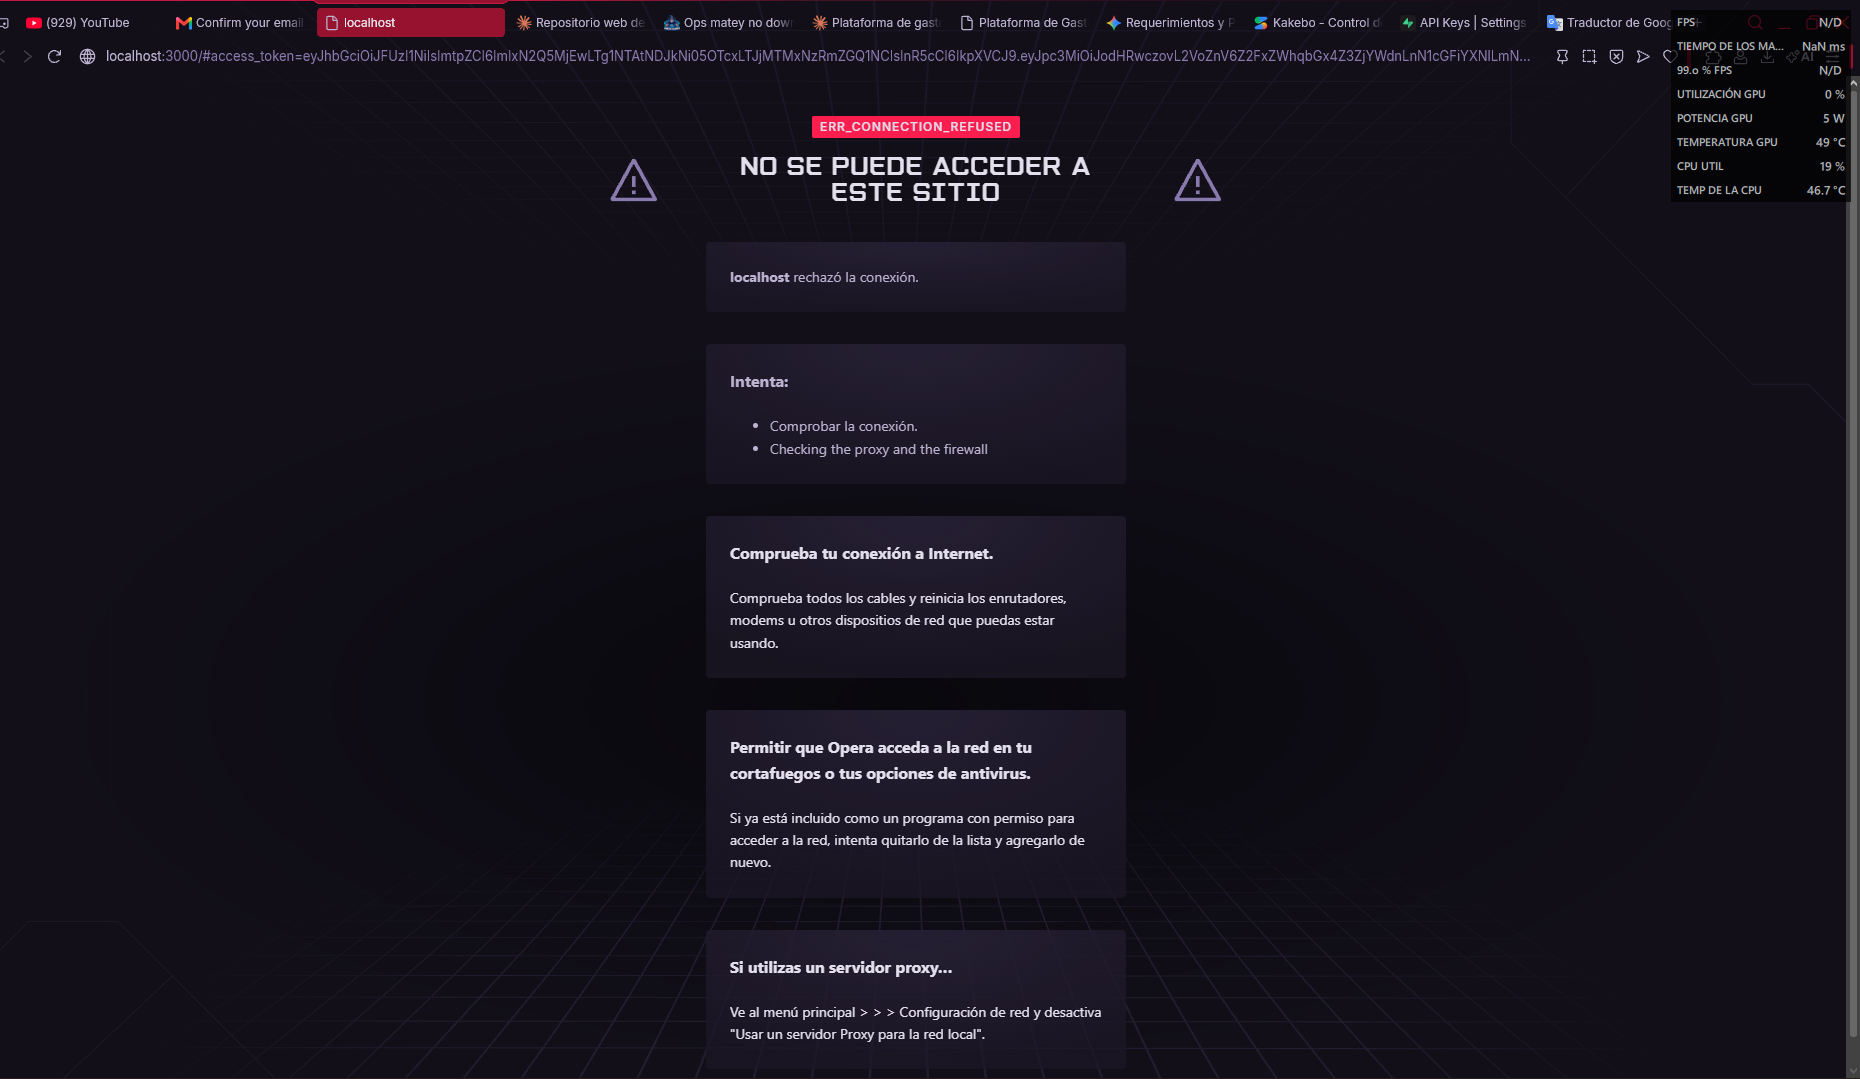 (929) YouTube
Confirm your email
localhost
Repositorio web de
Ops matey no dow
Plataforma de gast
Plataforma de Gast
Requerimientos y P
Kakebo - Control d
API Keys | Settings
Traductor de Goog
localhost:3000/#access_token=
FPS N/D
TIEMPO DE LOS MA... NaN ms
99.o % FPS N/D
UTILIZACIÓN GPU 0 %
POTENCIA GPU 5 W
TEMPERATURA GPU 49 °C
CPU UTIL 19 %
TEMP DE LA CPU 46.7 °C
ERR_CONNECTION_REFUSED
NO SE PUEDE ACCEDER A
ESTE SITIO
localhost rechazó la conexión.
Intenta:
• Comprobar la conexión.
• Checking the proxy and the firewall
Comprueba tu conexión a Internet.
Comprueba todos los cables y reinicia los enrutadores,
modems u otros dispositios de red que puedas estar
usando.
Permitir que Opera acceda a la red en tu
cortafuegos o tus opciones de antivirus.
Si ya está incluido como un programa con permiso para
acceder a la red, intenta quitarlo de la lista y agregarlo de
nuevo.
Si utilizas un servidor proxy...
Ve al menú principal > > > Configuración de red y desactiva
"Usar un servidor Proxy para la red local".